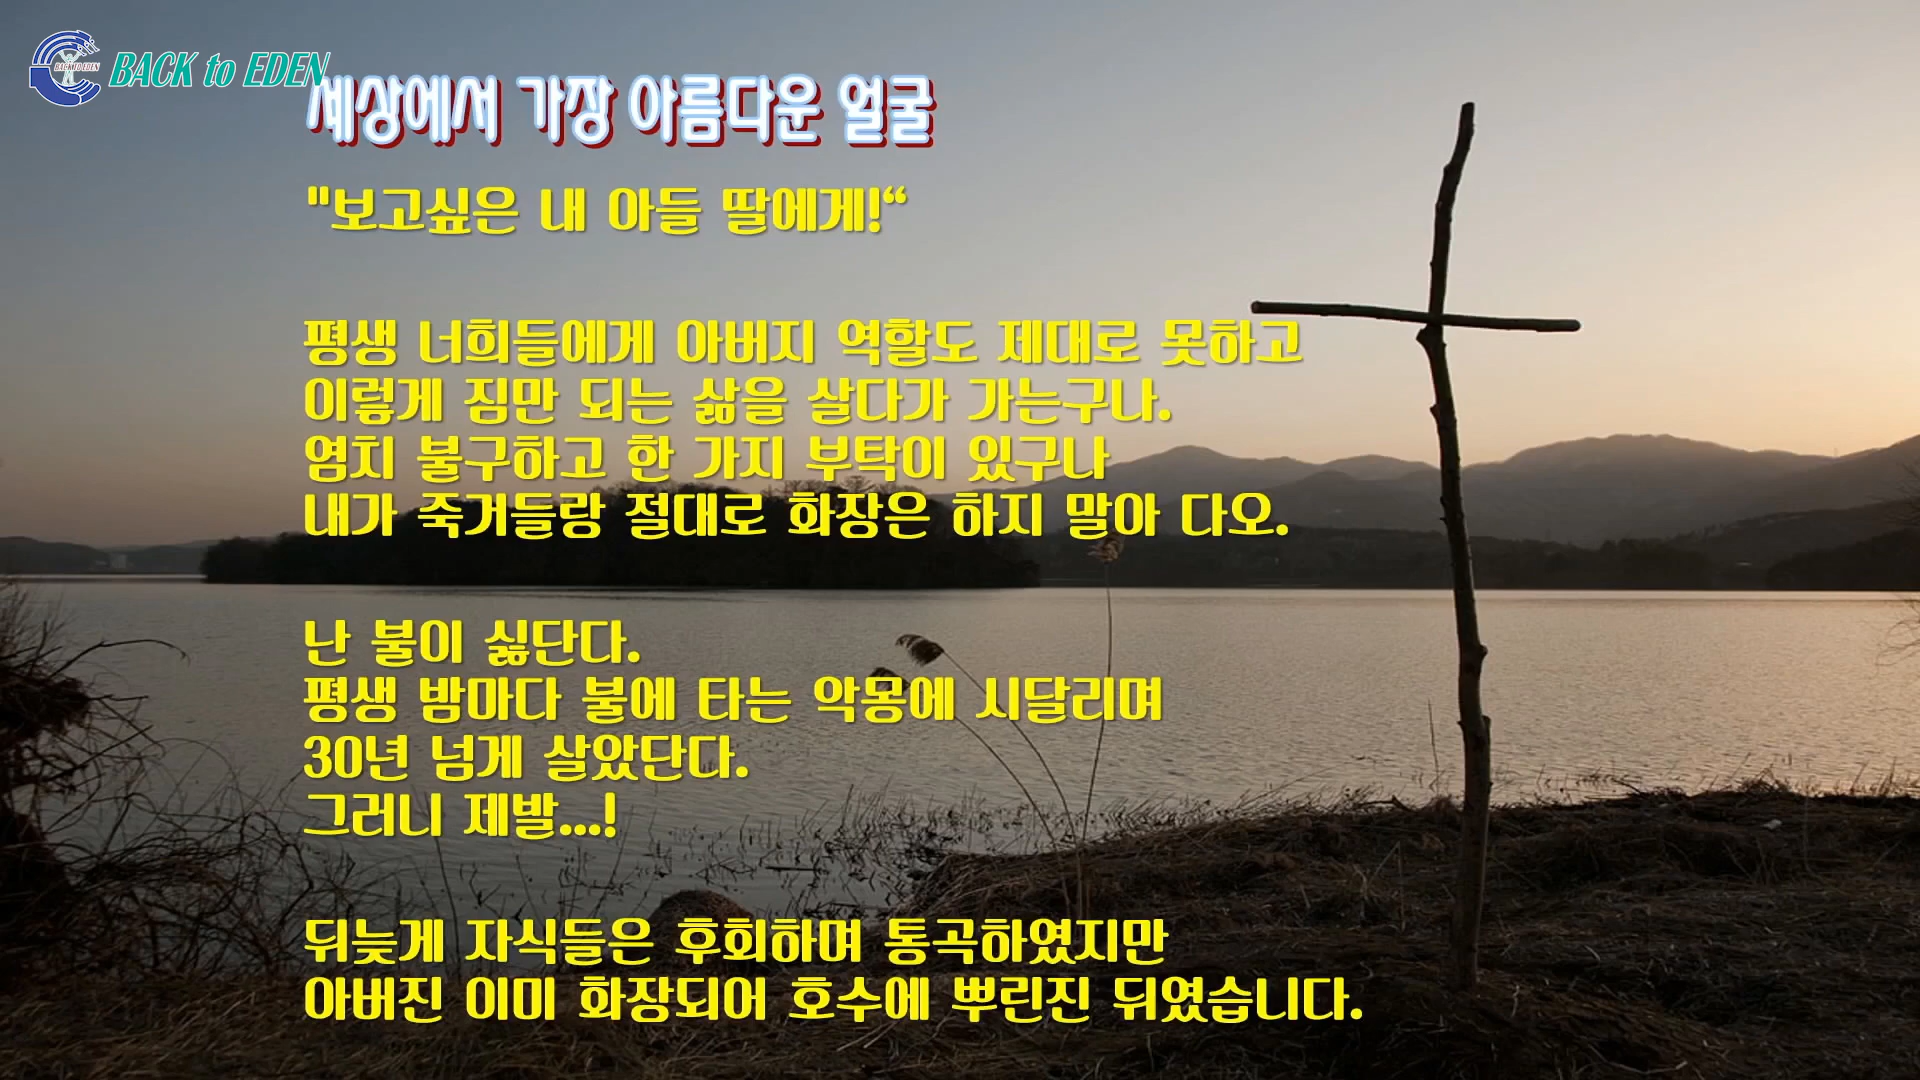 BACK to EDEN
BACK TO EDEN
세상에서 가장 아름다운 얼굴
"보고싶은 내 아들 딸에게!“
평생 너희들에게 아버지 역할도 제대로 못하고
이렇게 짐만 되는 삶을 살다가 가는구나.
염치 불구하고 한 가지 부탁이 있구나
내가 죽거들랑 절대로 화장은 하지 말아 다오.
난 불이 싫단다.
평생 밤마다 불에 타는 악몽에 시달리며
30년 넘게 살았단다.
그러니 제발...!
뒤늦게 자식들은 후회하며 통곡하였지만
아버진 이미 화장되어 호수에 뿌린진 뒤였습니다.